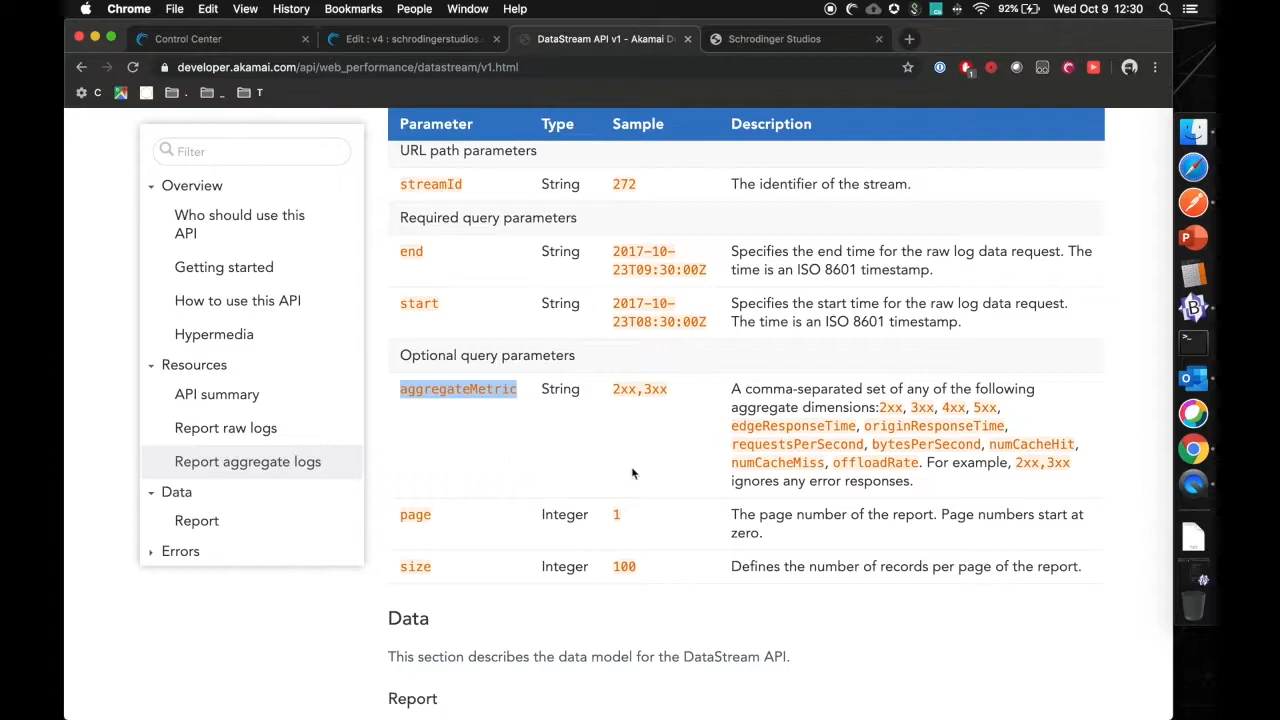 Chrome File Edit View History Bookmarks People Window Help 92% Wed Oct 9 12:30
Control Center Edit : v4 : schrodingerstudios. DataStream API v1 - Akamai D Schrodinger Studios
developer.akamai.com/api/web_performance/datastream/v1.html
C . _ T
Parameter Type Sample Description
Filter
URL path parameters
Overview
streamId String 272 The identifier of the stream.
Who should use this
API
Required query parameters
Getting started
end String 2017-10- Specifies the end time for the raw log data request. The
23T09:30:00Z time is an ISO 8601 timestamp.
How to use this API
start String 2017-10- Specifies the start time for the raw log data request.
23T08:30:00Z The time is an ISO 8601 timestamp.
Hypermedia
Optional query parameters
Resources
aggregateMetric String 2xx,3xx A comma-separated set of any of the following
API summary
aggregate dimensions:2xx, 3xx, 4xx, 5xx,
Report raw logs
edgeResponseTime, originResponseTime,
requestsPerSecond, bytesPerSecond, numCacheHit,
Report aggregate logs
numCacheMiss, offloadRate. For example, 2xx,3xx
ignores any error responses.
Data
page Integer 1 The page number of the report. Page numbers start at
Report
zero.
Errors
size Integer 100 Defines the number of records per page of the report.
Data
This section describes the data model for the DataStream API.
Report